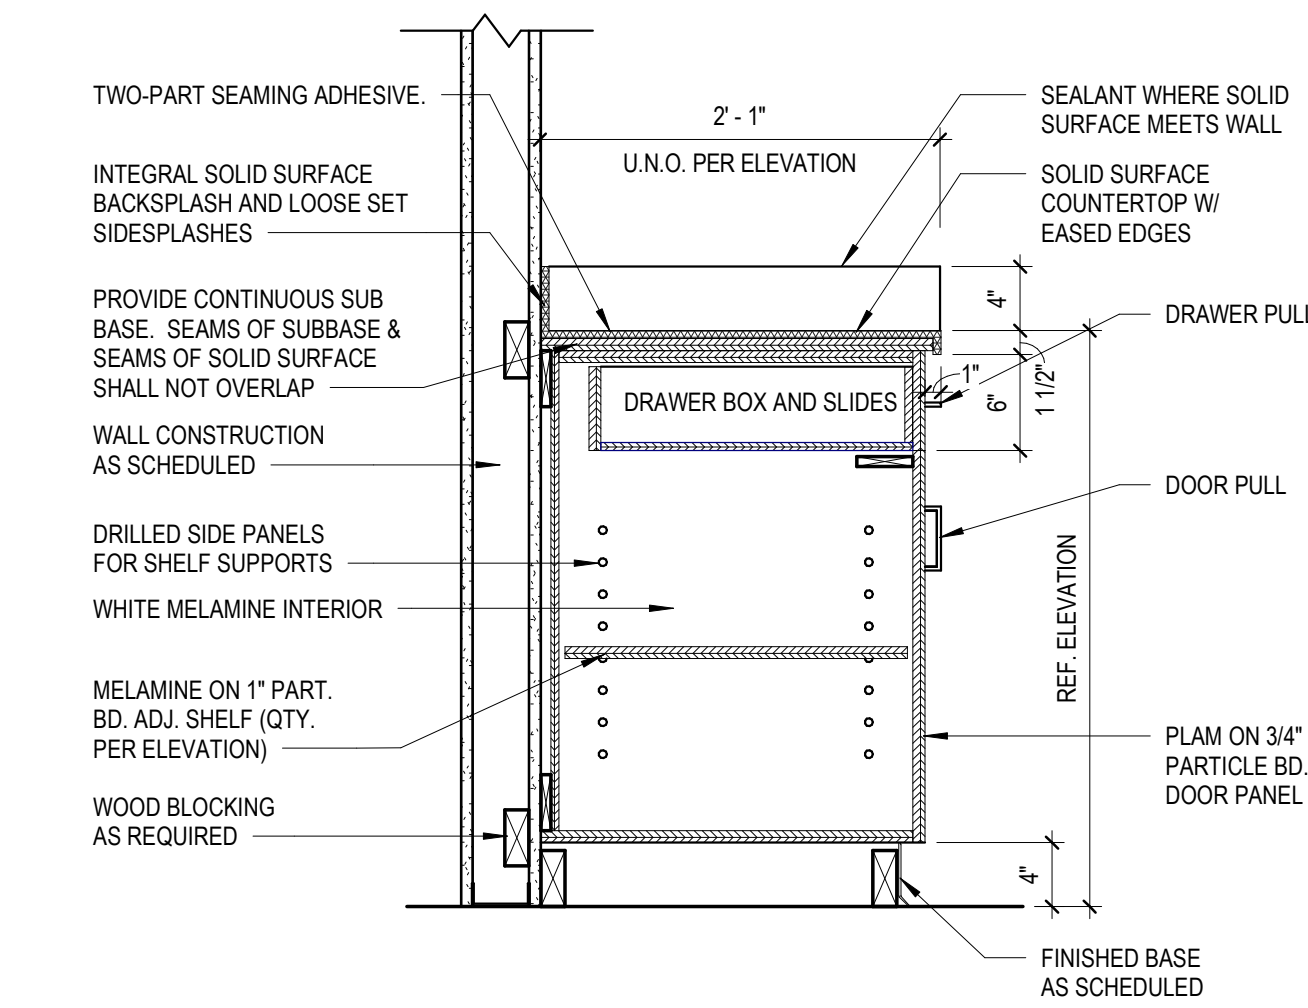 TWO-PART SEAMING ADHESIVE.
INTEGRAL SOLID SURFACE
BACKSPLASH AND LOOSE SET
SIDESPLASHES
PROVIDE CONTINUOUS SUB
BASE. SEAMS OF SUBBASE &
SEAMS OF SOLID SURFACE
SHALL NOT OVERLAP
WALL CONSTRUCTION
AS SCHEDULED
DRILLED SIDE PANELS
FOR SHELF SUPPORTS
WHITE MELAMINE INTERIOR
MELAMINE ON 1" PART.
BD. ADJ. SHELF (QTY.
PER ELEVATION)
WOOD BLOCKING
AS REQUIRED
2' - 1"
U.N.O. PER ELEVATION
DRAWER BOX AND SLIDES
SEALANT WHERE SOLID
SURFACE MEETS WALL
SOLID SURFACE
COUNTERTOP W/
EASED EDGES
4"
DRAWER PULL
1"
6"
1 1/2"
DOOR PULL
REF. ELEVATION
PLAM ON 3/4"
PARTICLE BD.
DOOR PANEL
4"
FINISHED BASE
AS SCHEDULED